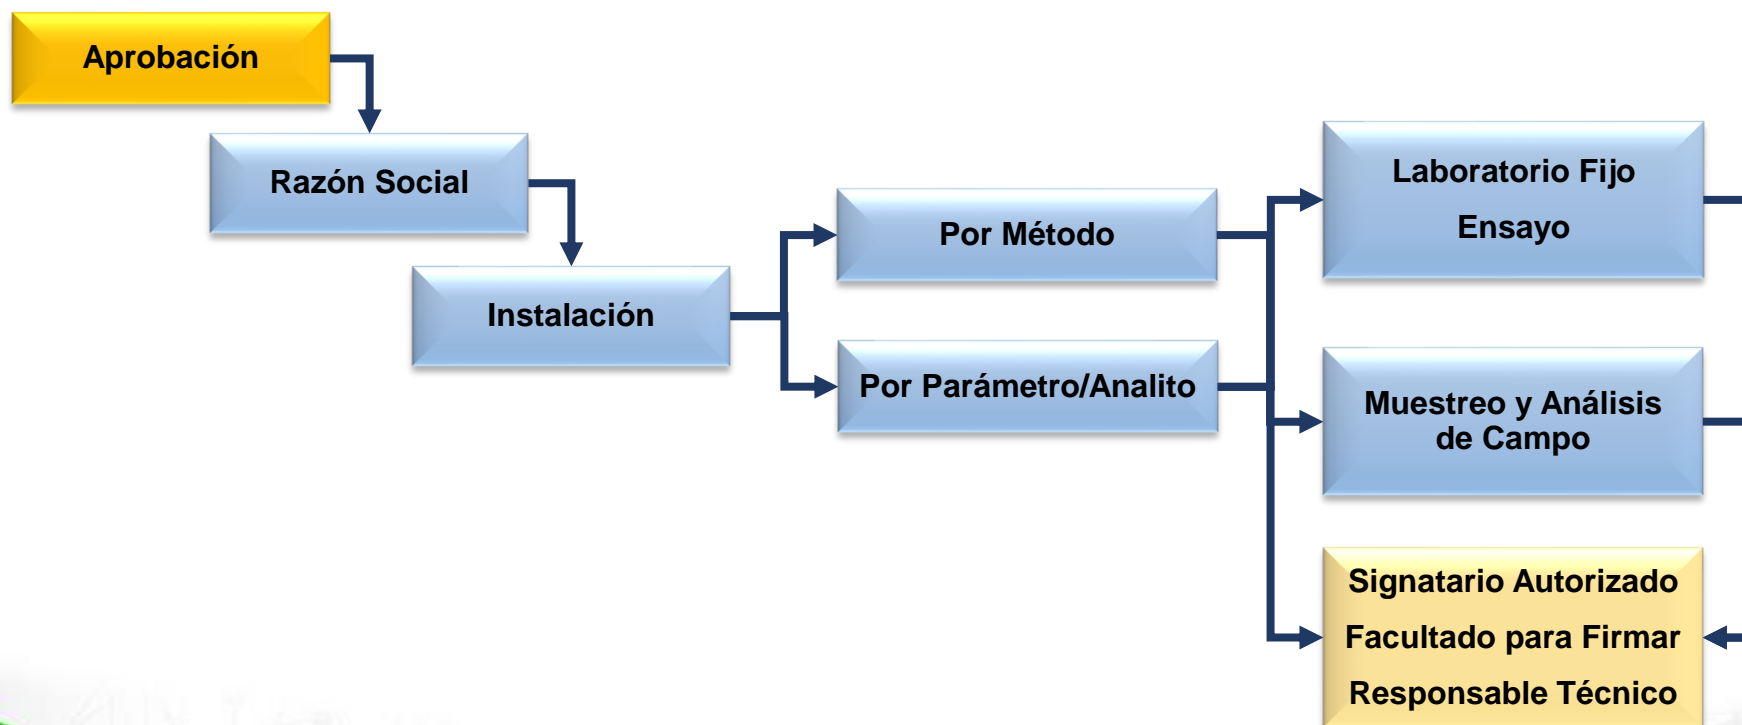 Aprobación
Razón Social
Instalación
Por Método
Por Parámetro/Analito
Laboratorio Fijo
Ensayo
Muestreo y Análisis
de Campo
Signatario Autorizado
Facultado para Firmar
Responsable Técnico